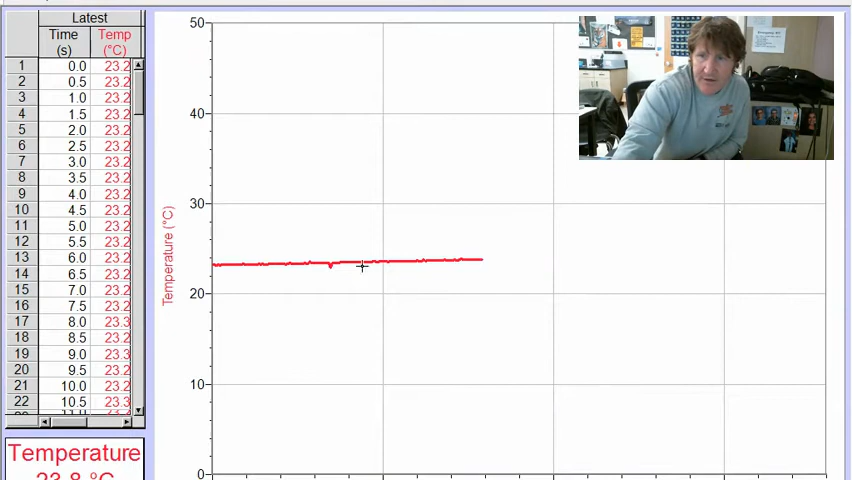 Latest
Time Temp
(s) (°C)
1 0.0 23.2
2 0.5 23.2
3 1.0 23.2
4 1.5 23.2
5 2.0 23.2
6 2.5 23.2
7 3.0 23.2
8 3.5 23.2
9 4.0 23.2
10 4.5 23.2
11 5.0 23.2
12 5.5 23.2
13 6.0 23.2
14 6.5 23.2
15 7.0 23.2
16 7.5 23.2
17 8.0 23.3
18 8.5 23.2
19 9.0 23.3
20 9.5 23.2
21 10.0 23.2
22 10.5 23.3
Temperature
23.8 °C
50
40
30
20
10
0
Temperature (°C)